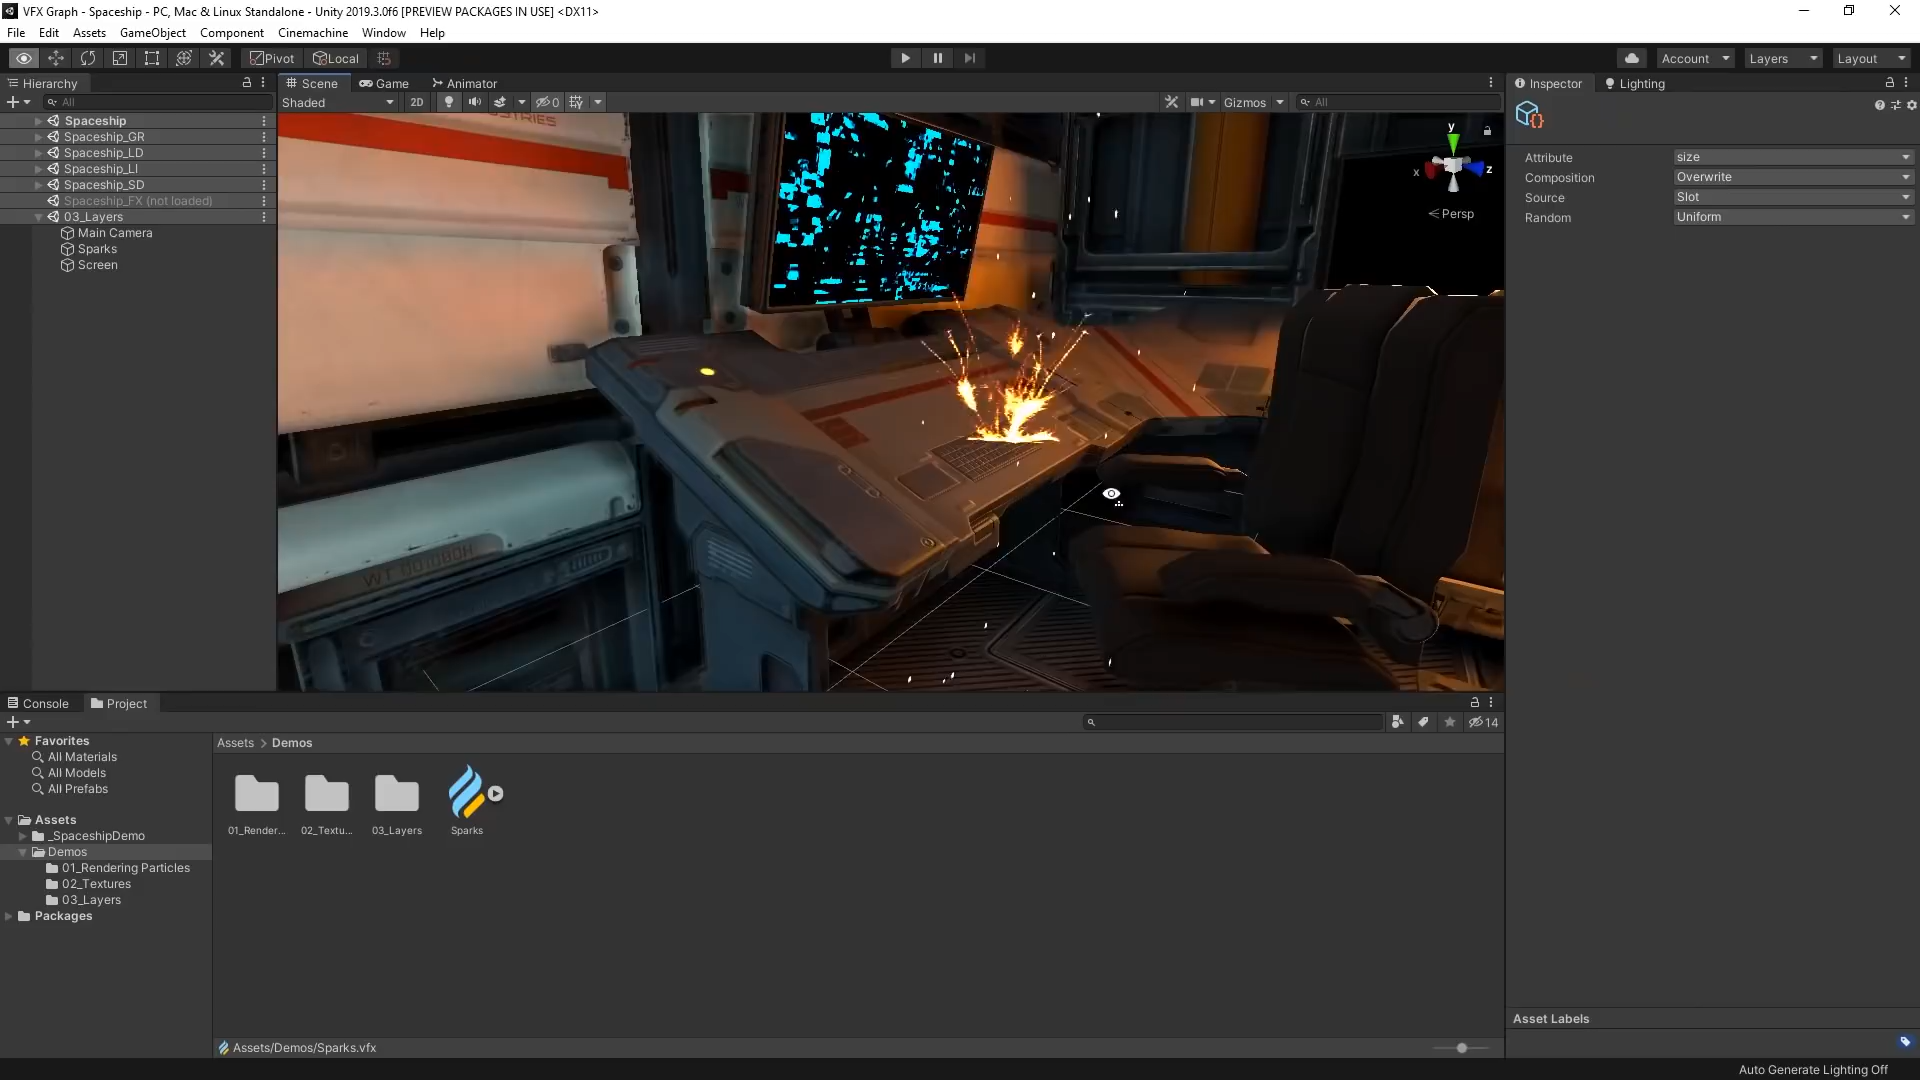 VFX Graph - Spaceship - PC, Mac & Linux Standalone - Unity 2019.3.0f6 [PREVIEW PACKAGES IN USE] <DX11>
File Edit Assets GameObject Component Cinemachine Window Help
Pivot Local Account Layers Layout
Hierarchy
All
Spaceship
Spaceship_GR
Spaceship_LD
Spaceship_LI
Spaceship_SD
Spaceship_FX (not loaded)
03_Layers
Main Camera
Sparks
Screen
Scene Game Animator
Shaded 2D 0 Gizmos All
y
x
z
Persp
Inspector Lighting
Attribute size
Composition Overwrite
Source Slot
Random Uniform
Console Project
14
Favorites
All Materials
All Models
All Prefabs
Assets
_SpaceshipDemo
Demos
01_Rendering Particles
02_Textures
03_Layers
Packages
Assets > Demos
01_Render...
02_Textu...
03_Layers
Sparks
Assets/Demos/Sparks.vfx
Asset Labels
Auto Generate Lighting Off